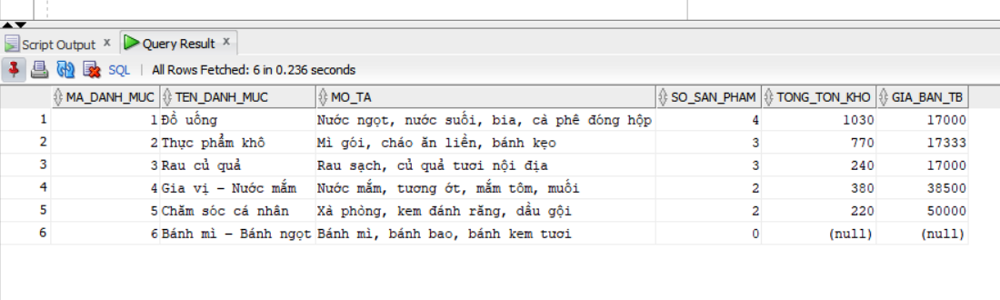 Script Output x Query Result x
SQL | All Rows Fetched: 6 in 0.236 seconds
MA_DANH_MUC TEN_DANH_MUC MO_TA SO_SAN_PHAM TONG_TON_KHO GIA_BAN_TB
1 1 Đồ uống Nước ngọt, nước suối, bia, cà phê đóng hộp 4 1030 17000
2 2 Thực phẩm khô Mì gói, cháo ăn liền, bánh kẹo 3 770 17333
3 3 Rau củ quả Rau sạch, củ quả tươi nội địa 3 240 17000
4 4 Gia vị - Nước mắm Nước mắm, tương ớt, mắm tôm, muối 2 380 38500
5 5 Chăm sóc cá nhân Xà phòng, kem đánh răng, dầu gội 2 220 50000
6 6 Bánh mì - Bánh ngọt Bánh mì, bánh bao, bánh kem tươi 0 (null) (null)